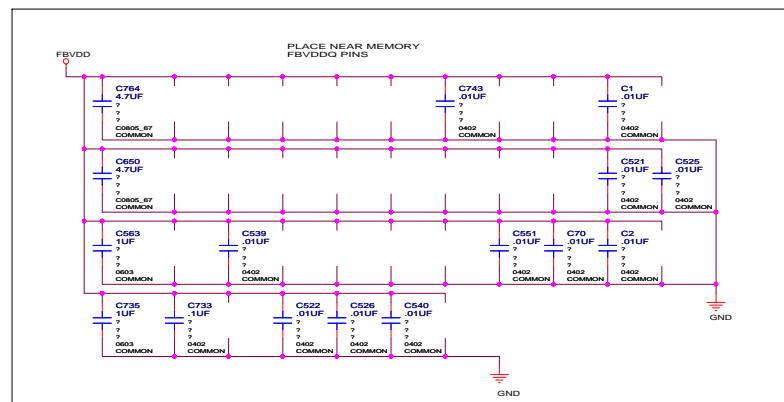 PLACE NEAR MEMORY
FBVDDQ PINS
FBVDD
C764
4.7UF
?
?
?
C0805_67
COMMON
C743
.01UF
?
?
?
0402
COMMON
C1
.01UF
?
?
?
0402
COMMON
C650
4.7UF
?
?
?
C0805_67
COMMON
C521
.01UF
?
?
?
0402
COMMON
C525
.01UF
?
?
?
0402
COMMON
C563
1UF
?
?
?
0603
COMMON
C539
.01UF
?
?
?
0402
COMMON
C551
.01UF
?
?
?
0402
COMMON
C70
.01UF
?
?
?
0402
COMMON
C2
.01UF
?
?
?
0402
COMMON
C735
1UF
?
?
?
0603
COMMON
C733
.1UF
?
?
?
0402
COMMON
C522
.01UF
?
?
?
0402
COMMON
C526
.01UF
?
?
?
0402
COMMON
C540
.01UF
?
?
?
0402
COMMON
GND
GND